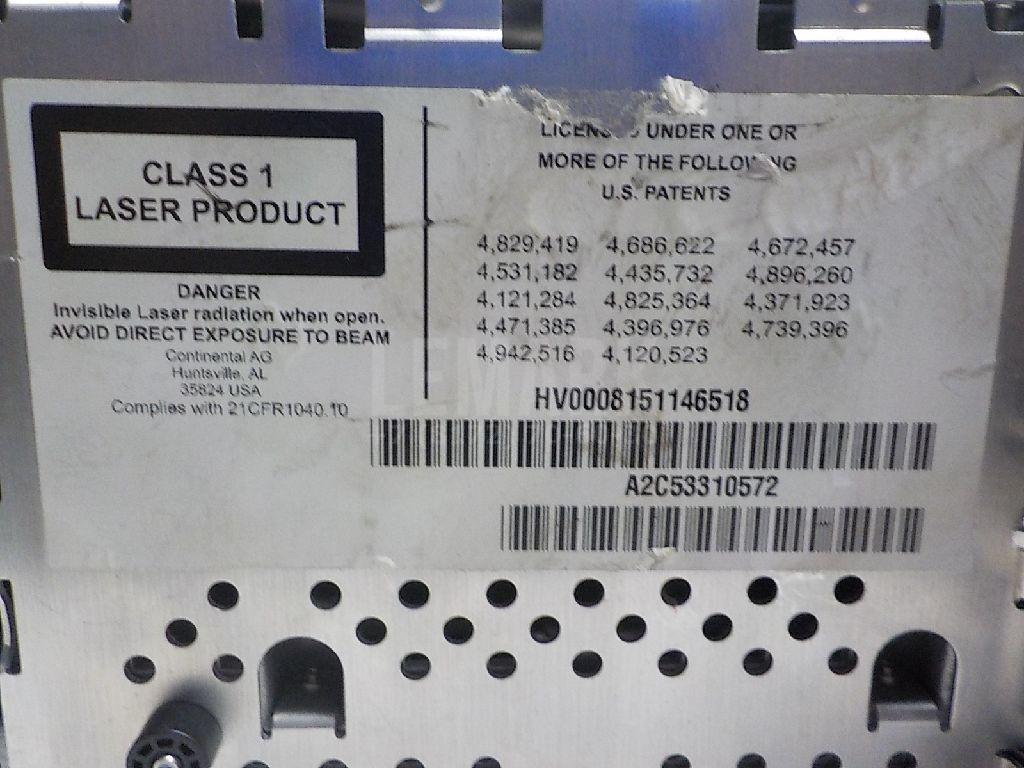 CLASS 1
LASER PRODUCT
DANGER
Invisible Laser radiation when open.
AVOID DIRECT EXPOSURE TO BEAM
Continental AG
Huntsville, AL
35824 USA
Complies with 21CFR1040.10
UNDER ONE OR
MORE OF THE
U.S. PATENTS
4,829,419 4,686,622 4,672,457
4,531,182 4,435,732 4,896,260
4,121,284 4,825,364 4,371,923
4,471,385 4,396,976 4,739,396
4,942,516 4,120,523
HV0008151146518
A2C53310572